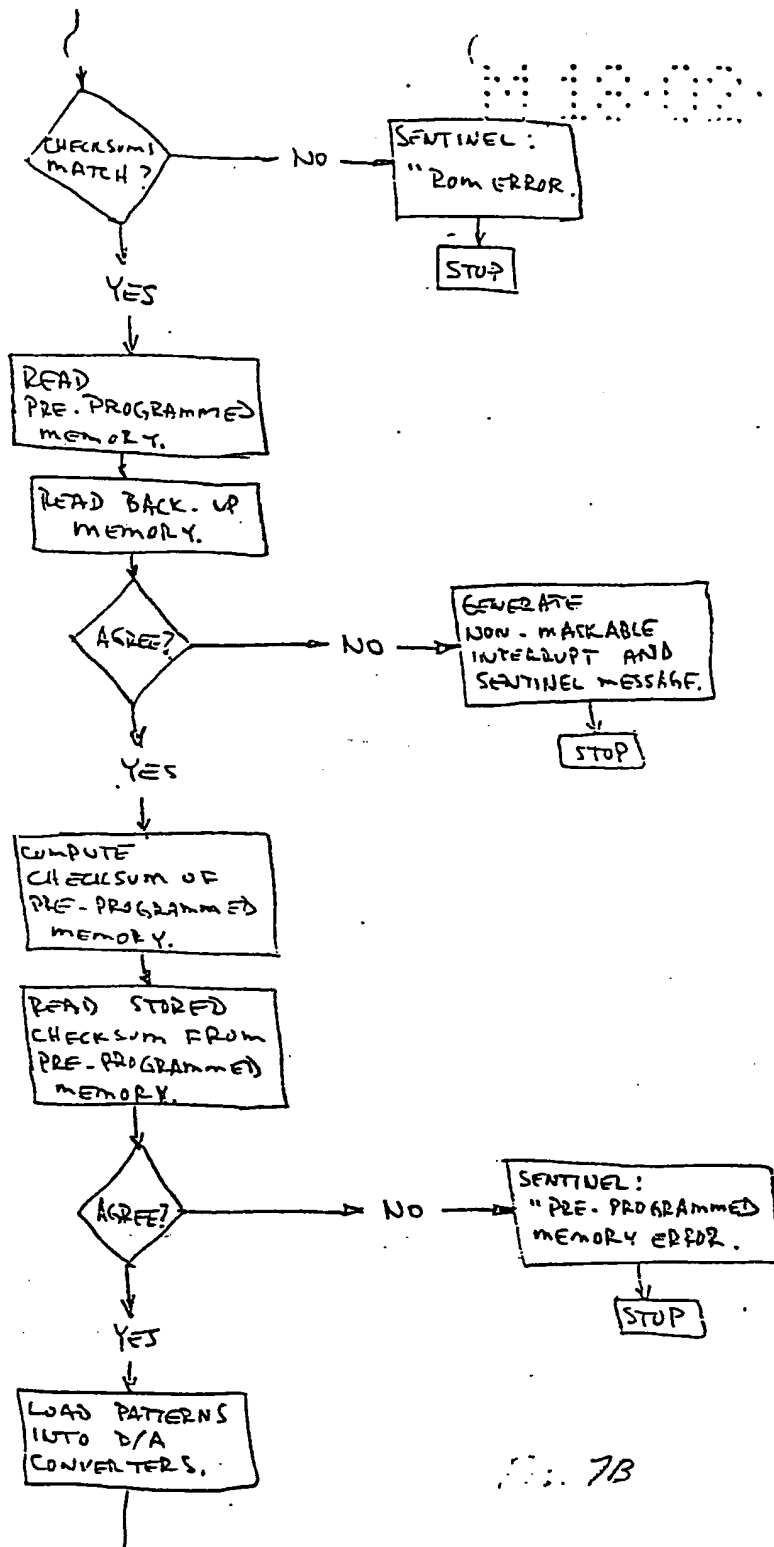 M 18·02·
CHECKSUMS
MATCH?
NO
SENTINEL:
"ROM ERROR.
STOP
YES
READ
PRE-PROGRAMMED
MEMORY.
READ BACK-UP
MEMORY.
AGREE?
NO
GENERATE
NON-MASKABLE
INTERRUPT AND
SENTINEL MESSAGE.
STOP
YES
COMPUTE
CHECKSUM OF
PRE-PROGRAMMED
MEMORY.
READ STORED
CHECKSUM FROM
PRE-PROGRAMMED
MEMORY.
AGREE?
NO
SENTINEL:
"PRE-PROGRAMMED
MEMORY ERROR.
STOP
YES
LOAD PATTERNS
INTO D/A
CONVERTERS.
7B